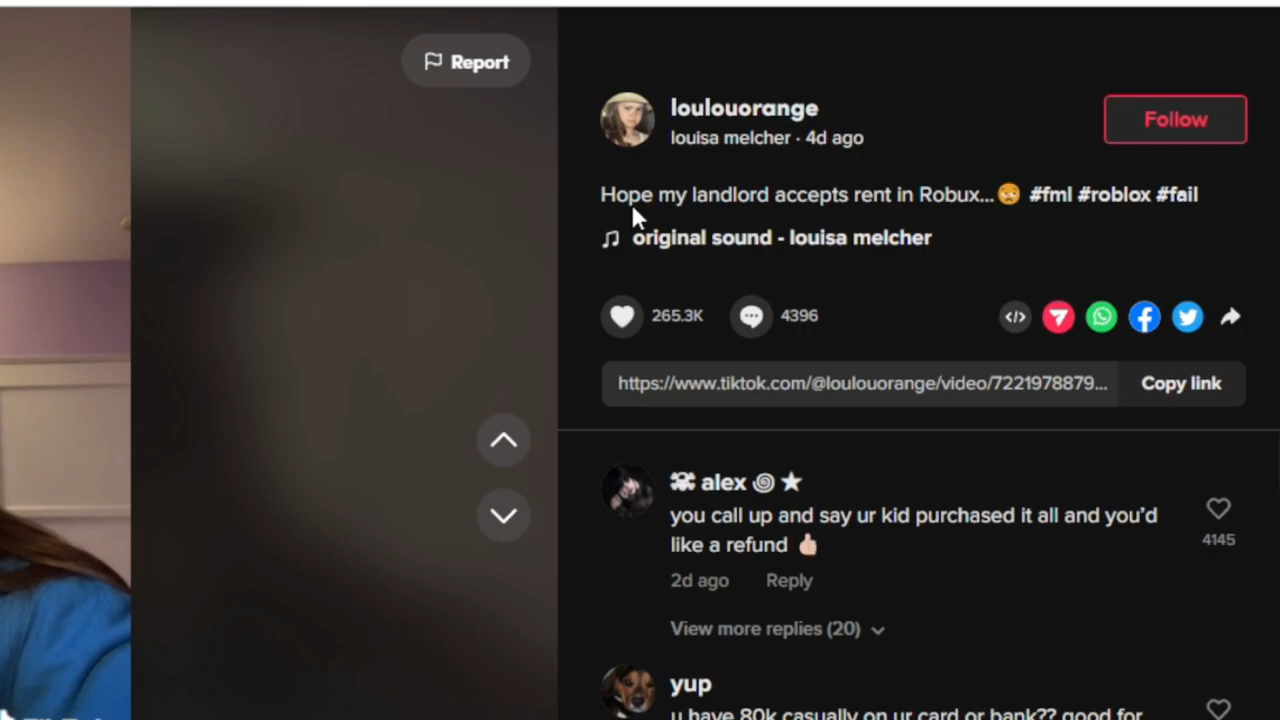 Report
loulouorange
louisa melcher · 4d ago
Follow
Hope my landlord accepts rent in Robux...😳 #fml #roblox #fail
original sound - louisa melcher
265.3K
4396
https://www.tiktok.com/@loulouorange/video/7221978879...
Copy link
alex
you call up and say ur kid purchased it all and you'd
like a refund 👍🏻
4145
2d ago Reply
View more replies (20)
yup
u have 80k casually on ur card or bank?? good for